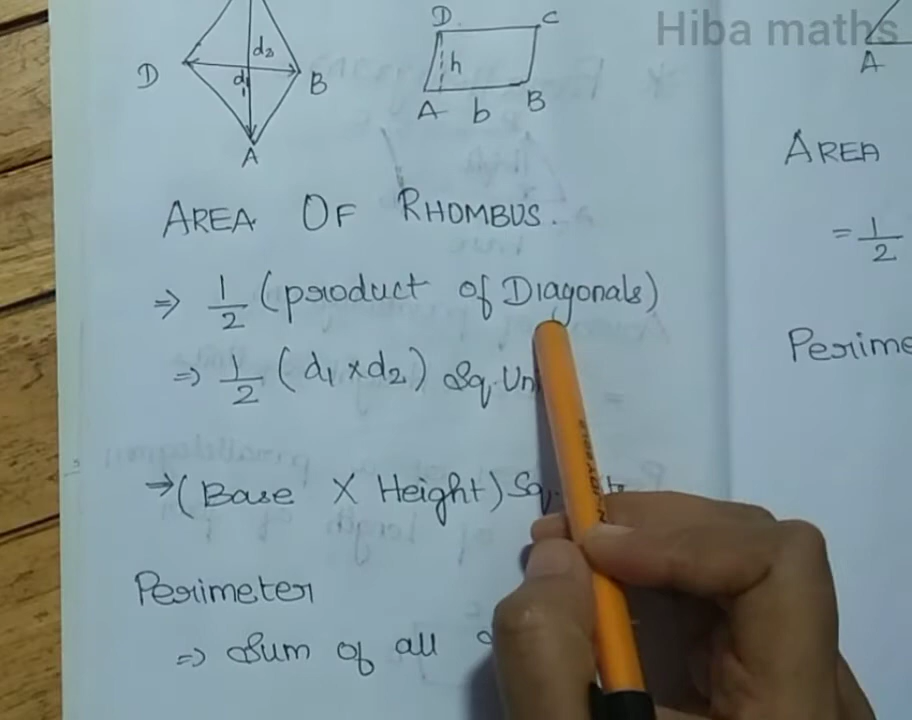 Hiba maths
D d1 d2 B
A
D C
h
A b B
A
AREA OF RHOMBUS.
⇒ 1/2 (product of Diagonals)
⇒ 1/2 (d1 × d2) Sq. Un
→ (Base X Height) Sq.
Perimeter
⇒ Sum of all
AREA
= 1/2
Perime